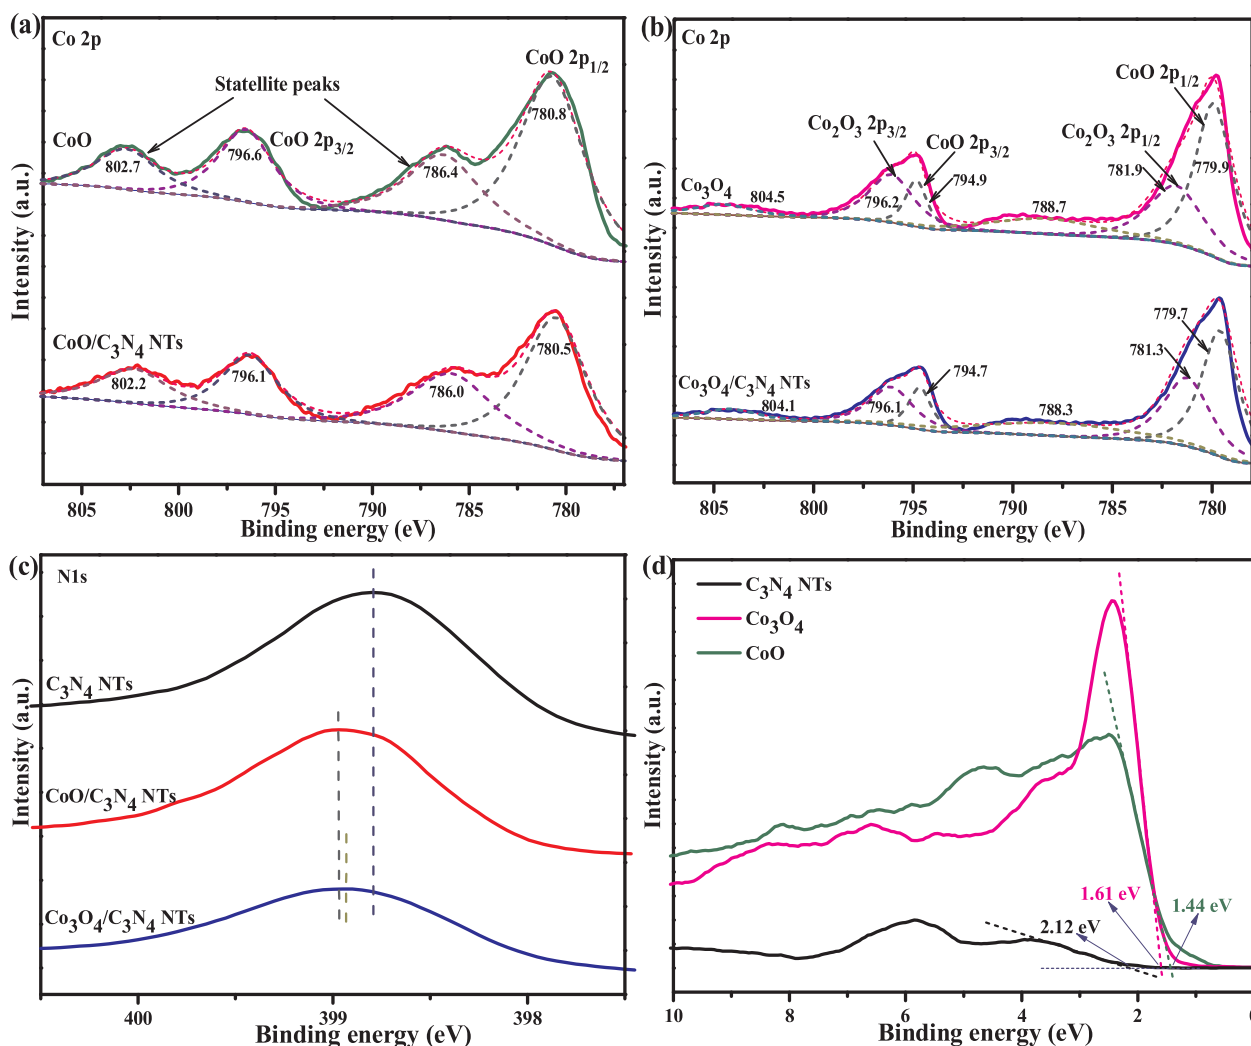 (a)
Co 2p
CoO 2p1/2
Statellite peaks
780.8
CoO
802.7
796.6
CoO 2p3/2
786.4
CoO/C3N4 NTs
802.2
796.1
786.0
780.5
Intensity (a.u.)
805 800 795 790 785 780
Binding energy (eV)
(b)
Co 2p
CoO 2p1/2
Co2O3 2p3/2
Co2O3 2p1/2
CoO 2p3/2
781.9
779.9
Co3O4
804.5
796.2
794.9
788.7
779.7
781.3
794.7
Co3O4/C3N4 NTs
804.1
796.1
788.3
Intensity (a.u.)
805 800 795 790 785 780
Binding energy (eV)
(c)
N1s
C3N4 NTs
CoO/C3N4 NTs
Co3O4/C3N4 NTs
Intensity (a.u.)
400 399 398
Binding energy (eV)
(d)
C3N4 NTs
Co3O4
CoO
1.61 eV
1.44 eV
2.12 eV
Intensity (a.u.)
10 8 6 4 2 0
Binding energy (eV)